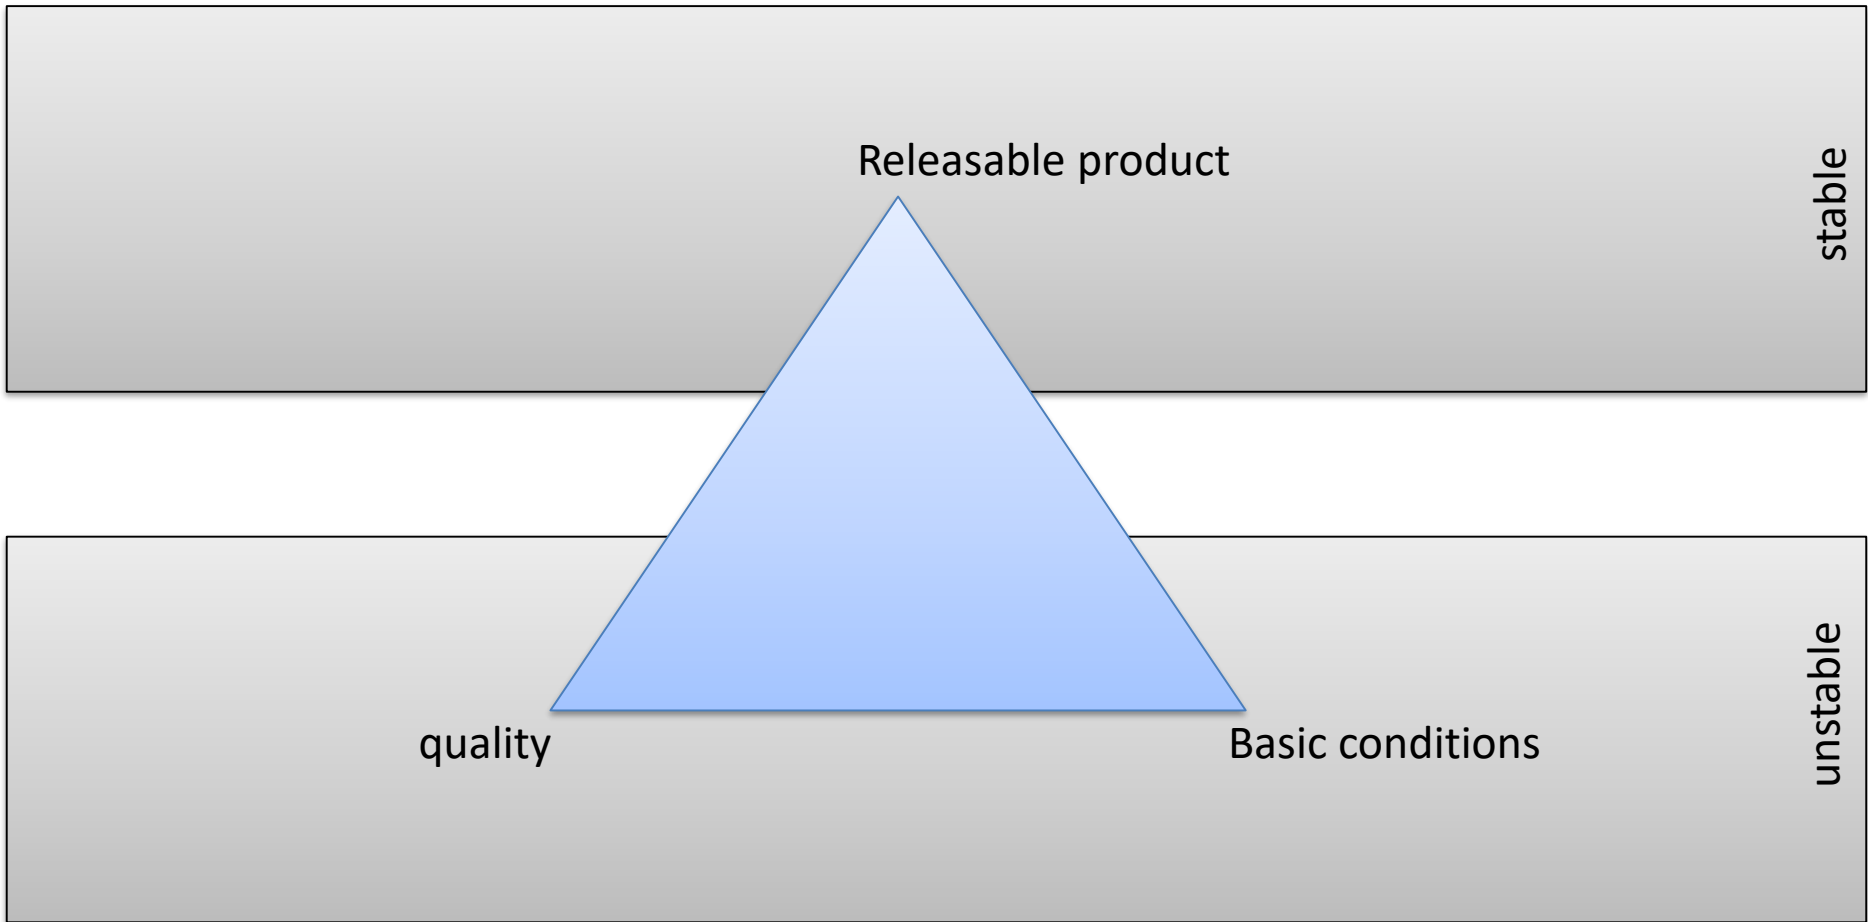 Releasable product
stable
quality
Basic conditions
unstable